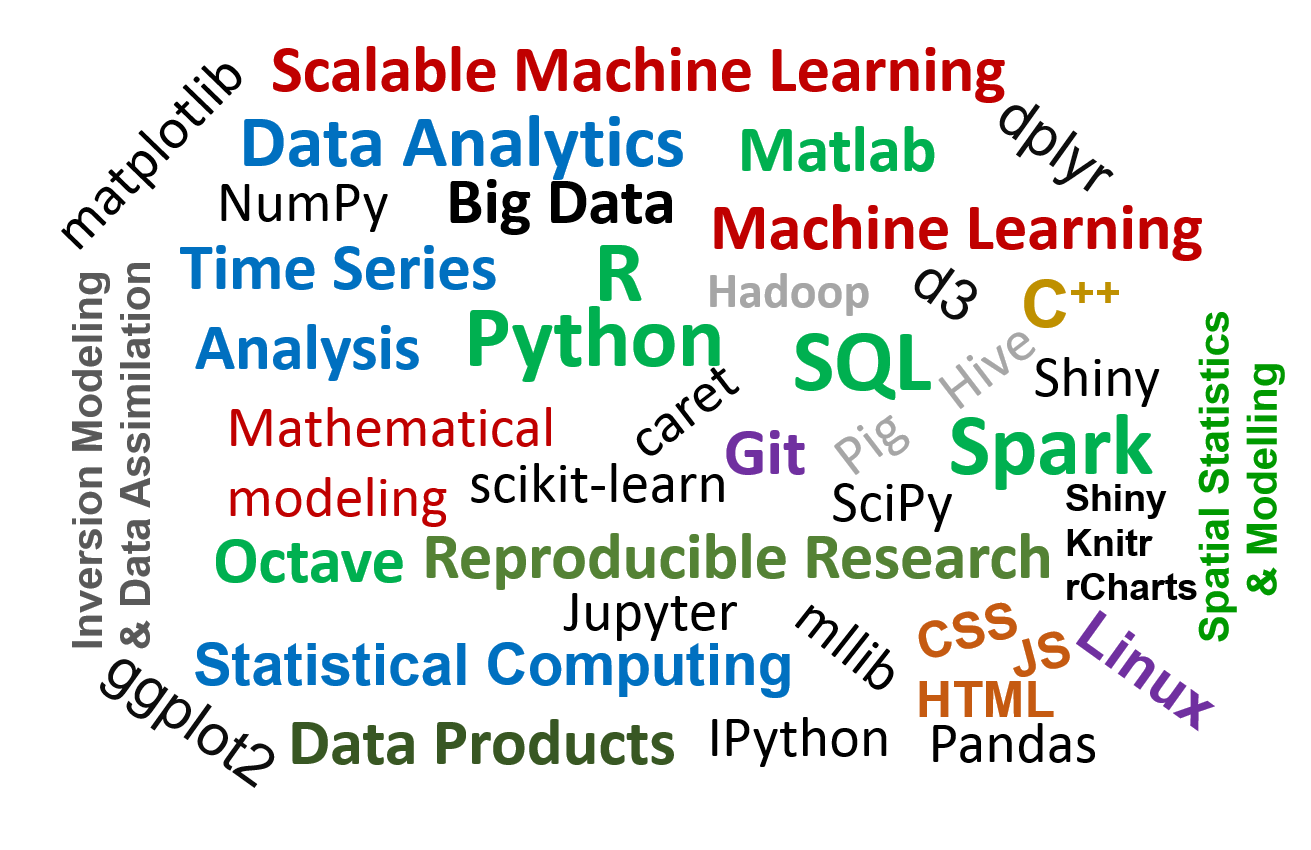 Scalable Machine Learning
matplotlib
Data Analytics
Matlab
dplyr
NumPy
Big Data
Machine Learning
Time Series
R
Hadoop
d3
C++
Analysis
Python
SQL
Hive
Shiny
Inversion Modeling
& Data Assimilation
Spatial Statistics
& Modelling
Mathematical
caret
Git
Pig
Spark
modeling
scikit-learn
SciPy
Shiny
Knitr
rCharts
Octave
Reproducible Research
Jupyter
mllib
CSS
JS
Linux
Statistical Computing
HTML
ggplot2
Data Products
IPython
Pandas